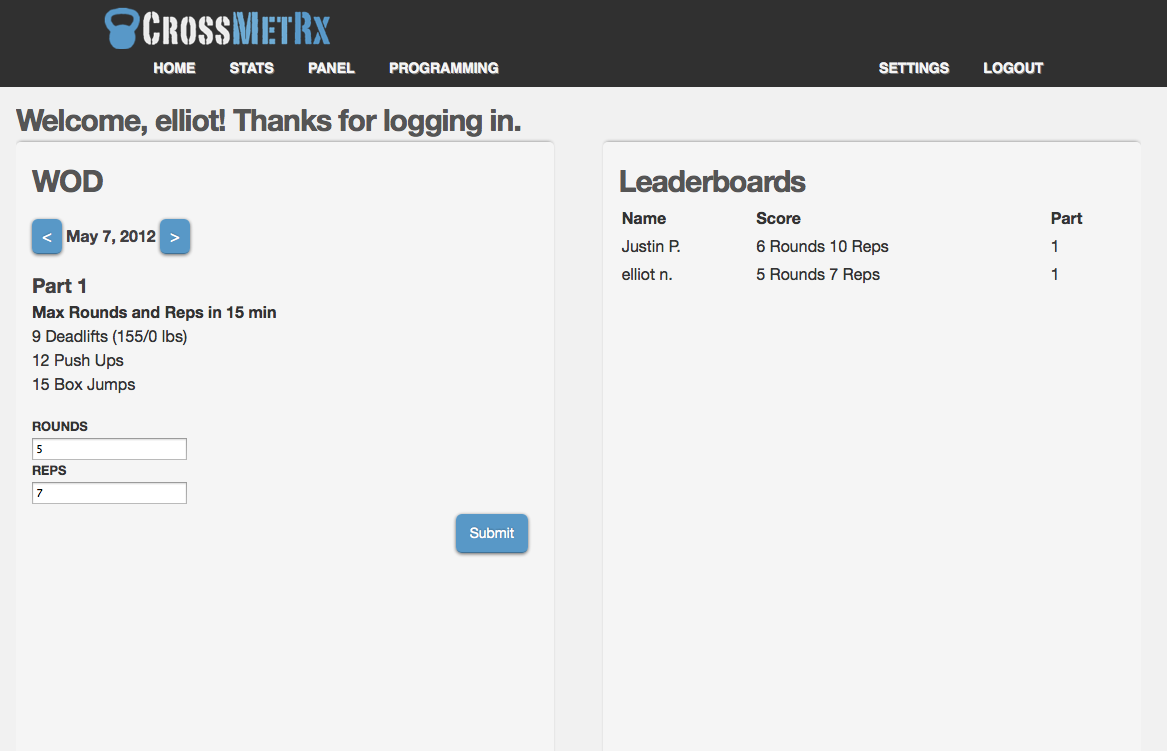 CrossMetRx
HOME STATS PANEL PROGRAMMING SETTINGS LOGOUT
Welcome, elliot! Thanks for logging in.
WOD
< May 7, 2012 >
Part 1
Max Rounds and Reps in 15 min
9 Deadlifts (155/0 lbs)
12 Push Ups
15 Box Jumps
ROUNDS
5
REPS
7
Submit
Leaderboards
Name Score Part
Justin P. 6 Rounds 10 Reps 1
elliot n. 5 Rounds 7 Reps 1